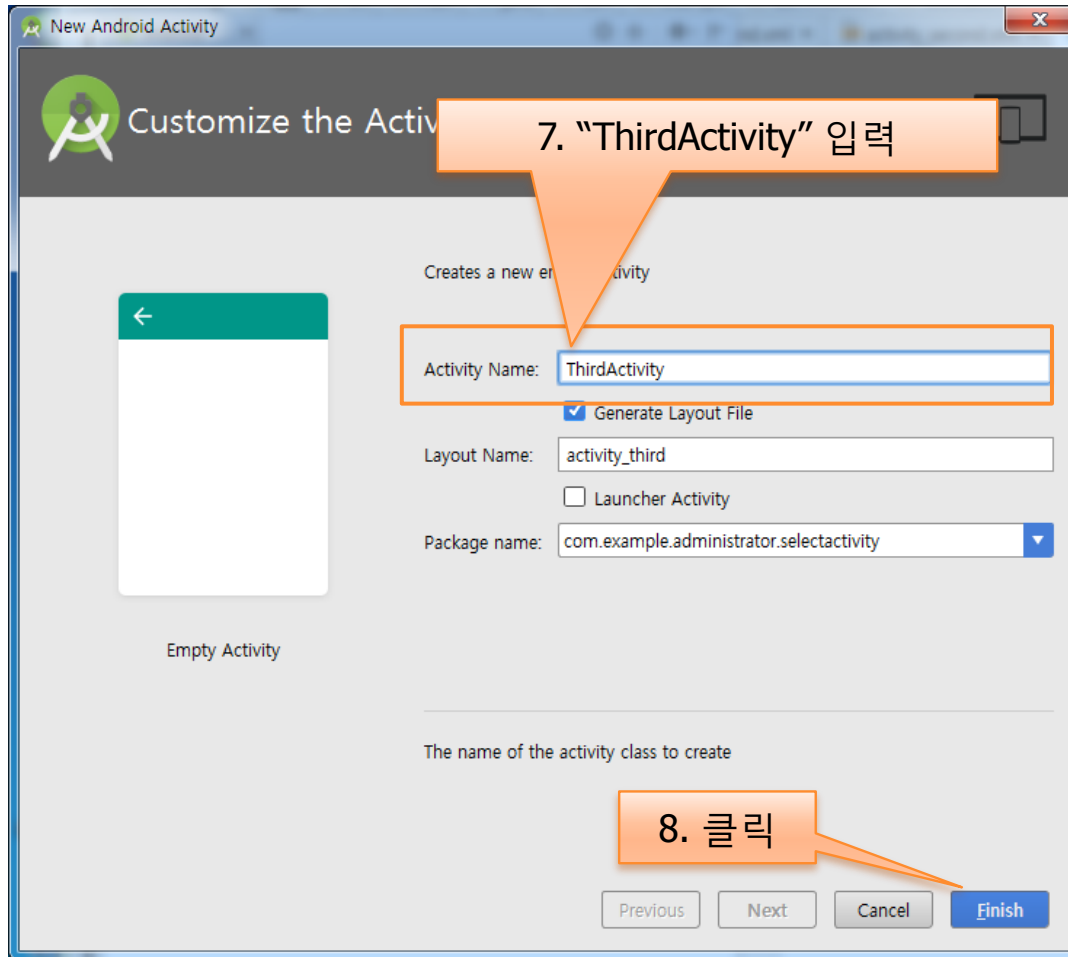 New Android Activity
Customize the Activ
7. “ThirdActivity” 입력
Creates a new e tivity
Activity Name: ThirdActivity
Generate Layout File
Layout Name: activity_third
Launcher Activity
Package name: com.example.administrator.selectactivity
Empty Activity
The name of the activity class to create
8. 클릭
Previous Next Cancel Finish